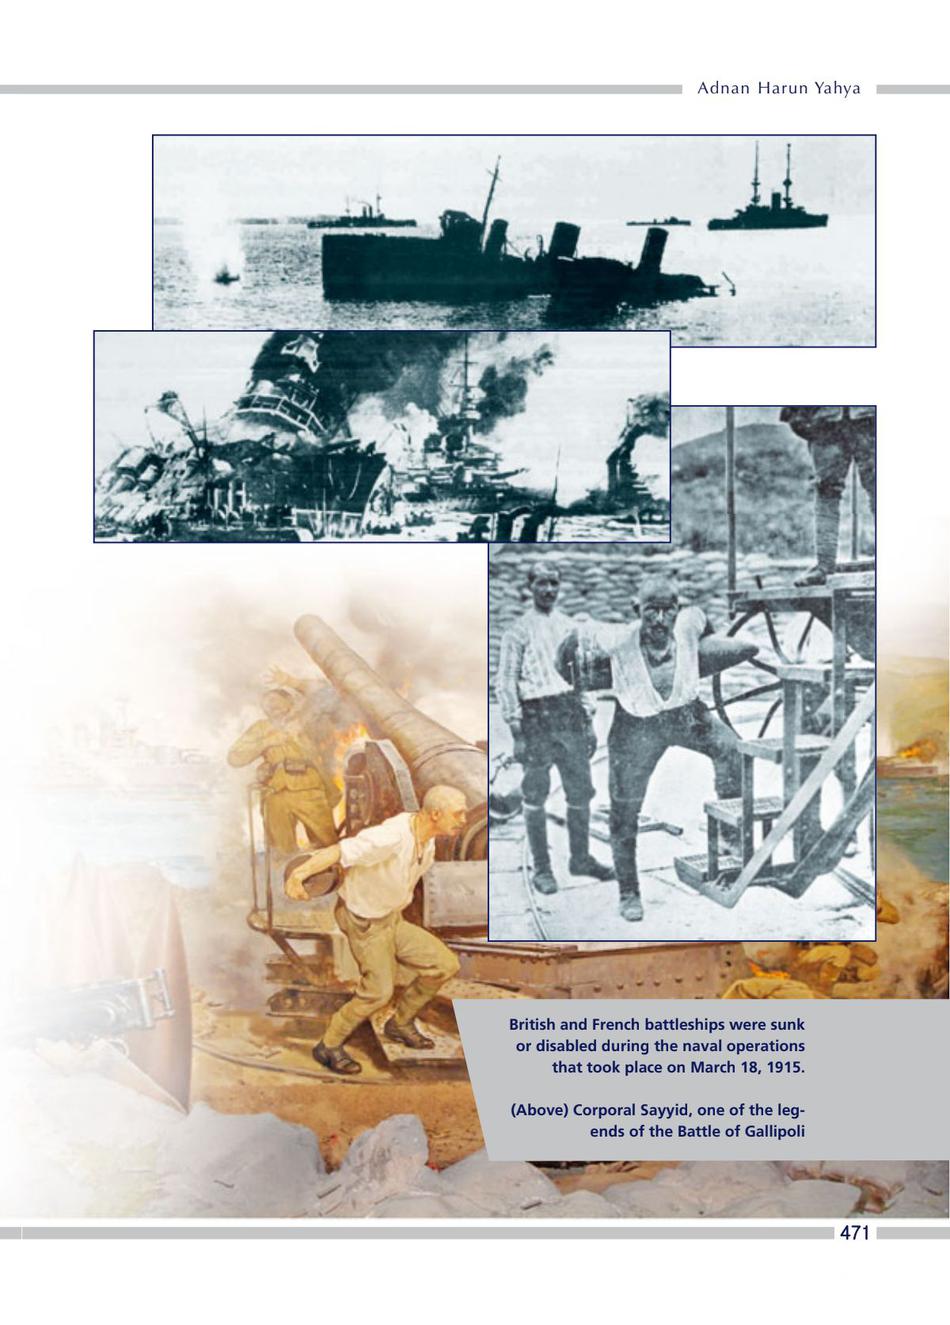 Adnan Harun Yahya
British and French battleships were sunk
or disabled during the naval operations
that took place on March 18, 1915.
(Above) Corporal Sayyid, one of the leg-
ends of the Battle of Gallipoli
471